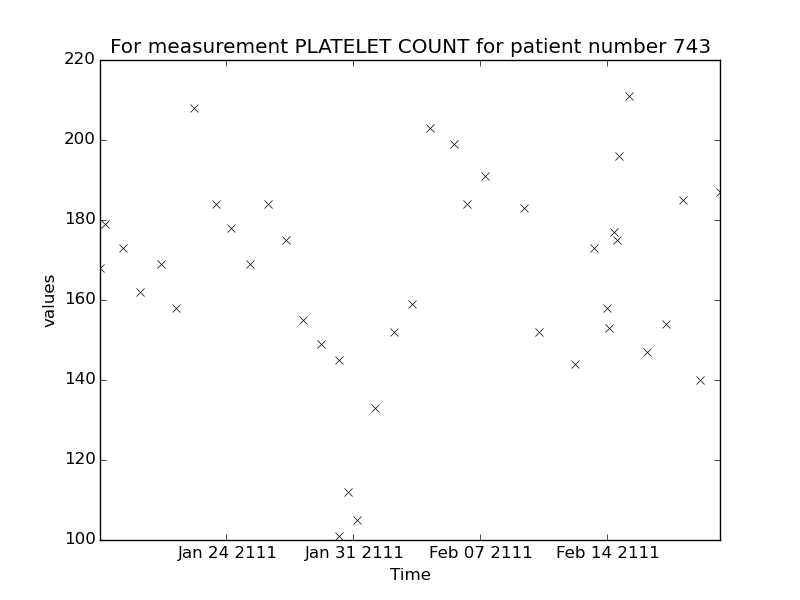 For measurement PLATELET COUNT for patient number 743
220
200
180
160
140
120
100
values
Jan 24 2111 Jan 31 2111 Feb 07 2111 Feb 14 2111
Time